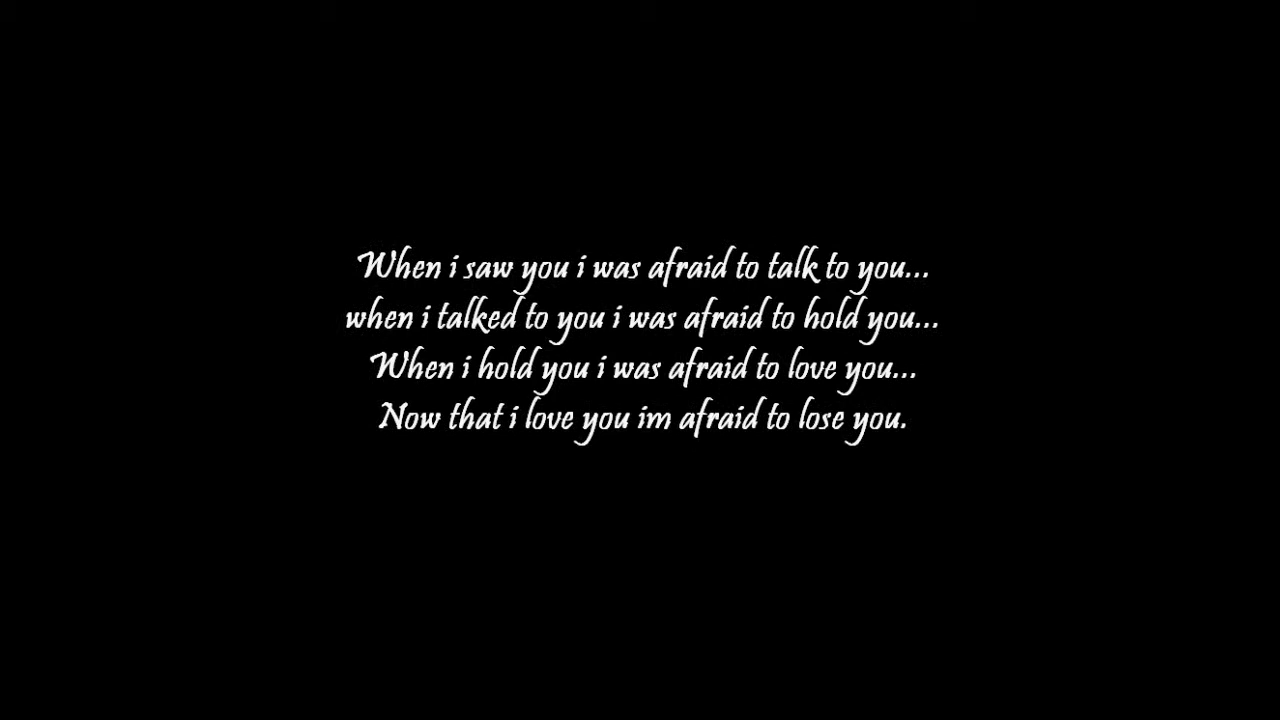 When i saw you i was afraid to talk to you...
when i talked to you i was afraid to hold you...
When i hold you i was afraid to love you...
Now that i love you im afraid to lose you.